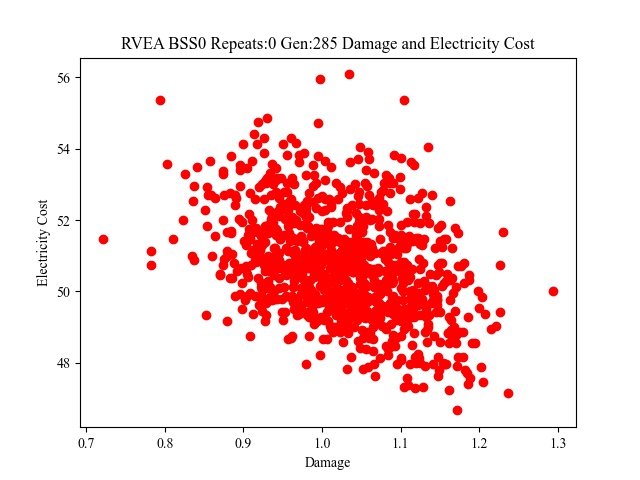 RVEA BSS0 Repeats:0 Gen:285 Damage and Electricity Cost
56
54
52
50
48
Electricity Cost
0.7 0.8 0.9 1.0 1.1 1.2 1.3
Damage